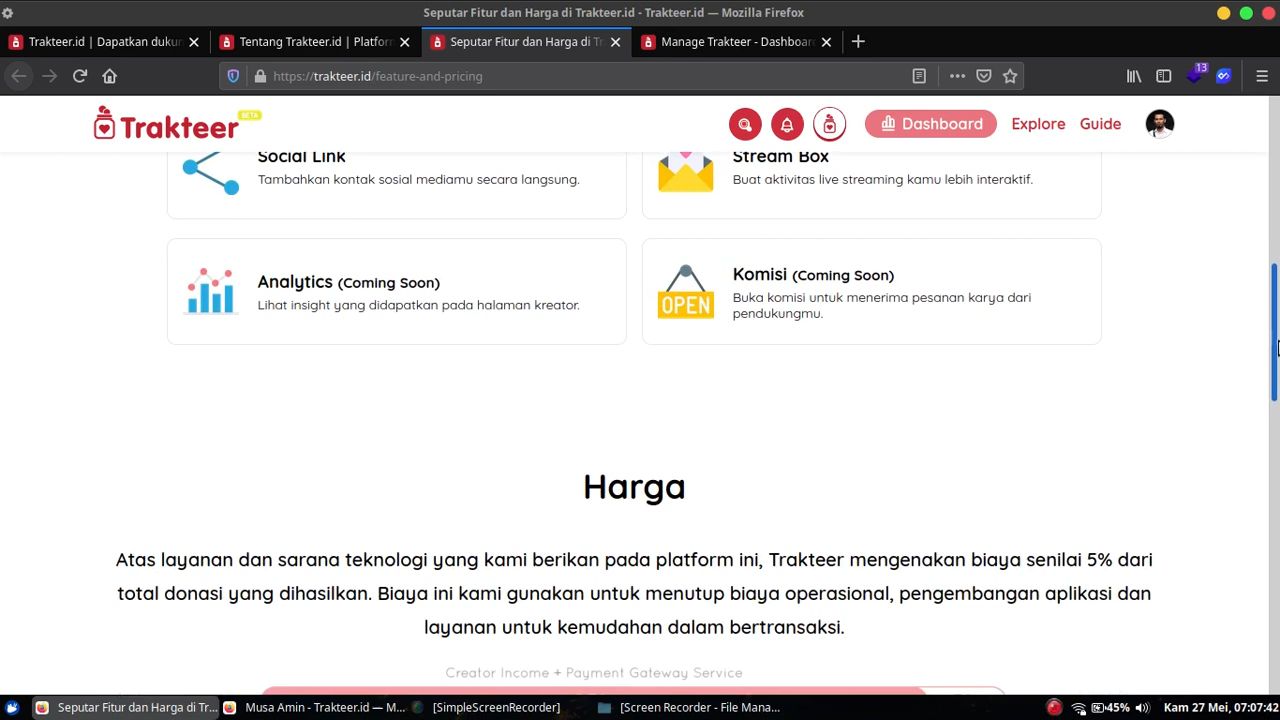 Seputar Fitur dan Harga di Trakteer.id - Trakteer.id — Mozilla Firefox
Trakteer.id | Dapatkan dukun
Tentang Trakteer.id | Platfor
Seputar Fitur dan Harga di Tr
Manage Trakteer - Dashboar
https://trakteer.id/feature-and-pricing
13
Trakteer
BETA
Dashboard
Explore
Guide
Social Link
Tambahkan kontak sosial mediamu secara langsung.
Stream Box
Buat aktivitas live streaming kamu lebih interaktif.
Analytics (Coming Soon)
Lihat insight yang didapatkan pada halaman kreator.
OPEN
Komisi (Coming Soon)
Buka komisi untuk menerima pesanan karya dari
pendukungmu.
Harga
Atas layanan dan sarana teknologi yang kami berikan pada platform ini, Trakteer mengenakan biaya senilai 5% dari
total donasi yang dihasilkan. Biaya ini kami gunakan untuk menutup biaya operasional, pengembangan aplikasi dan
layanan untuk kemudahan dalam bertransaksi.
Creator Income + Payment Gateway Service
Seputar Fitur dan Harga di Tr...
Musa Amin - Trakteer.id — M...
[SimpleScreenRecorder]
[Screen Recorder - File Mana...
45%
Kam 27 Mei, 07:07:42